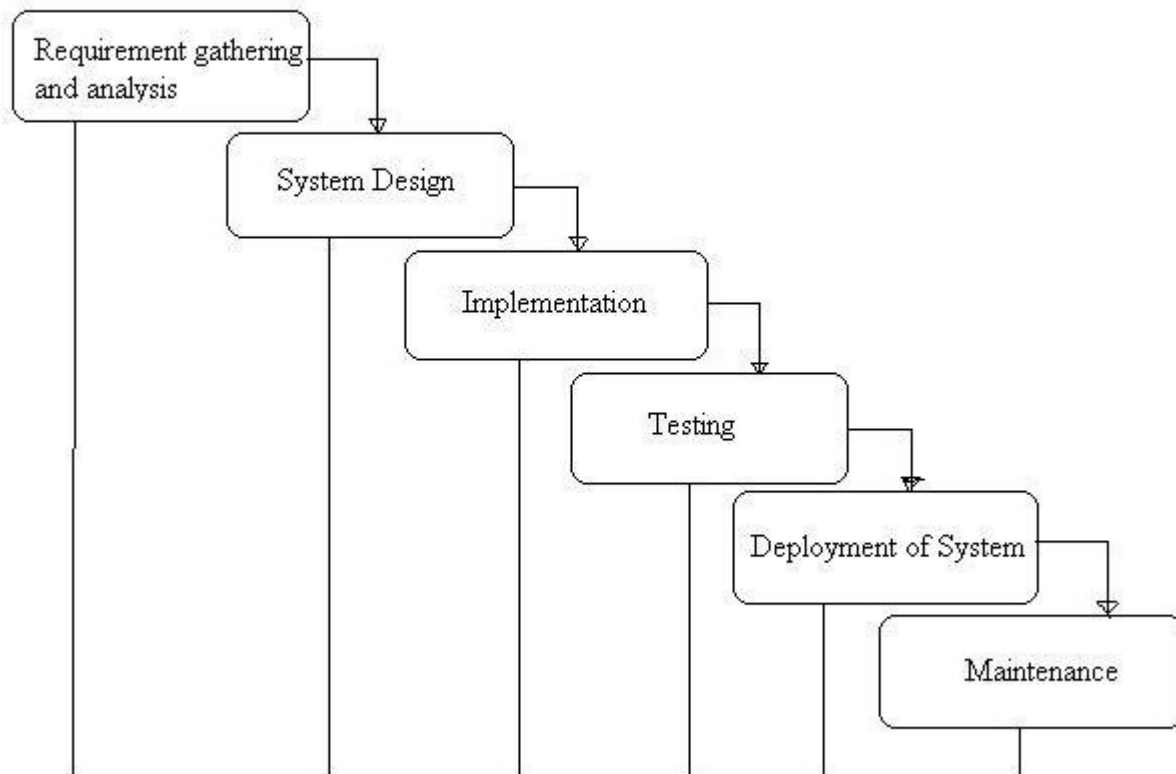 Requirement gathering
and analysis
System Design
Implementation
Testing
Deployment of System
Maintenance